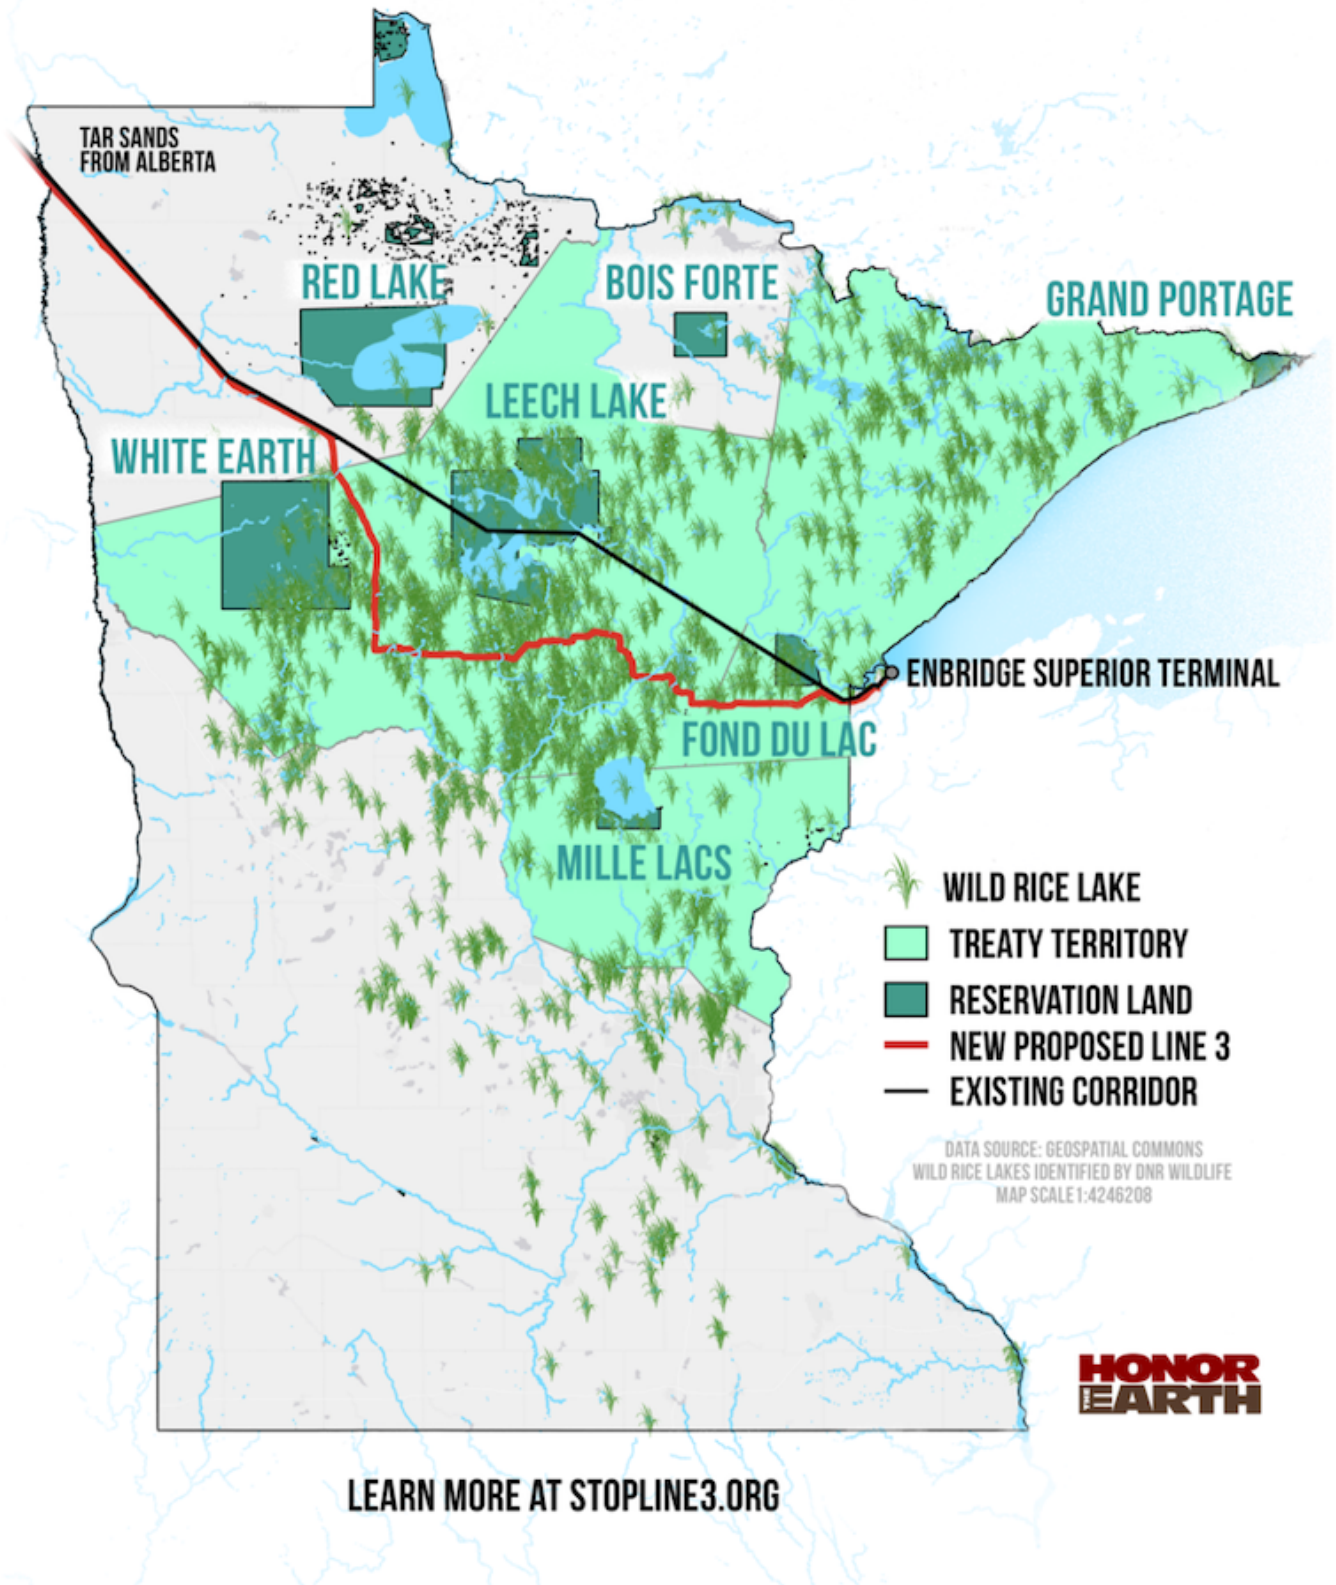 TAR SANDS
FROM ALBERTA
RED LAKE
BOIS FORTE
GRAND PORTAGE
LEECH LAKE
WHITE EARTH
ENBRIDGE SUPERIOR TERMINAL
FOND DU LAC
MILLE LACS
WILD RICE LAKE
TREATY TERRITORY
RESERVATION LAND
NEW PROPOSED LINE 3
EXISTING CORRIDOR
DATA SOURCE: GEOSPATIAL COMMONS
WILD RICE LAKES IDENTIFIED BY DNR WILDLIFE
MAP SCALE 1:4246208
HONOR
THE EARTH
LEARN MORE AT STOPLINE3.ORG